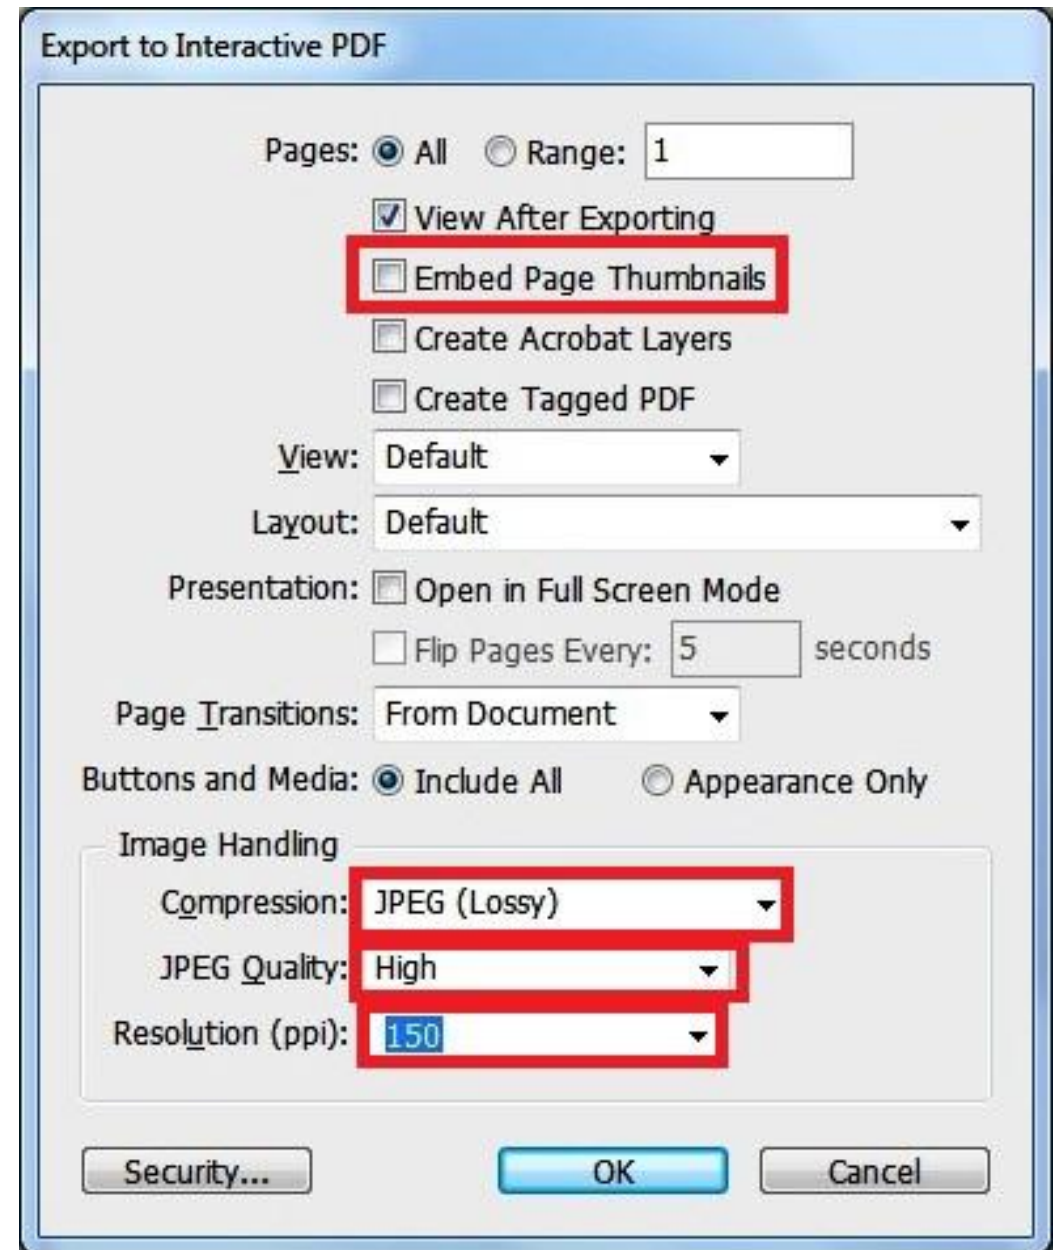 Export to Interactive PDF
Pages: All Range: 1
View After Exporting
Embed Page Thumbnails
Create Acrobat Layers
Create Tagged PDF
View: Default
Layout: Default
Presentation: Open in Full Screen Mode
Flip Pages Every: 5 seconds
Page Transitions: From Document
Buttons and Media: Include All Appearance Only
Image Handling
Compression: JPEG (Lossy)
JPEG Quality: High
Resolution (ppi): 150
Security... OK Cancel